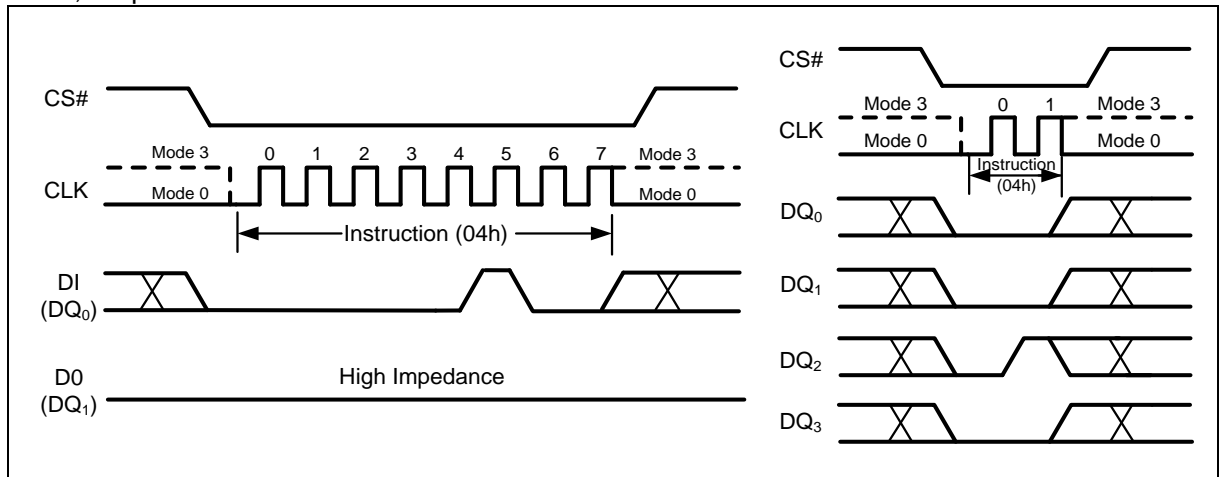 CS#
Mode 3 0 1 2 3 4 5 6 7 Mode 3
CLK
Mode 0 Mode 0
Instruction (04h)
DI
(DQ0)
D0
(DQ1)
High Impedance
CS#
Mode 3 0 1 Mode 3
CLK
Mode 0 Mode 0
Instruction
(04h)
DQ0
DQ1
DQ2
DQ3